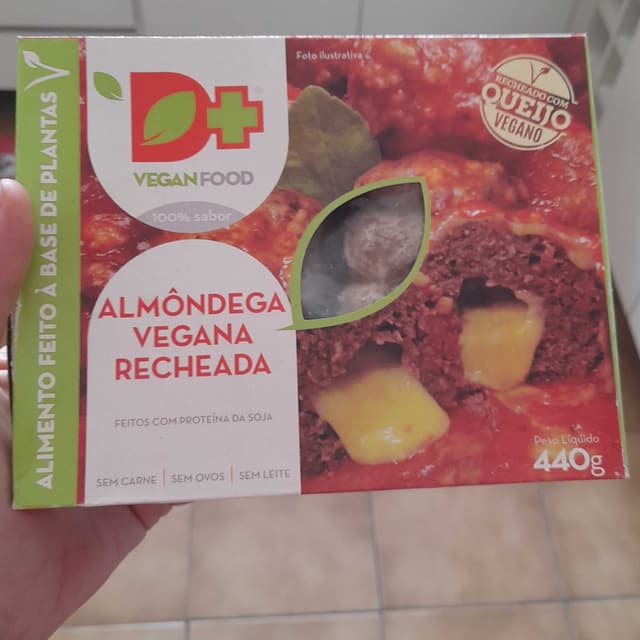 ALIMENTO FEITO À BASE DE PLANTAS
D+
VEGAN FOOD
100% sabor
ALMÔNDEGA
VEGANA
RECHEADA
FEITOS COM PROTEÍNA DA SOJA
SEM CARNE | SEM OVOS | SEM LEITE
Foto ilustrativa
RECHEADO COM
QUEIJO
VEGANO
Peso Líquido
440g